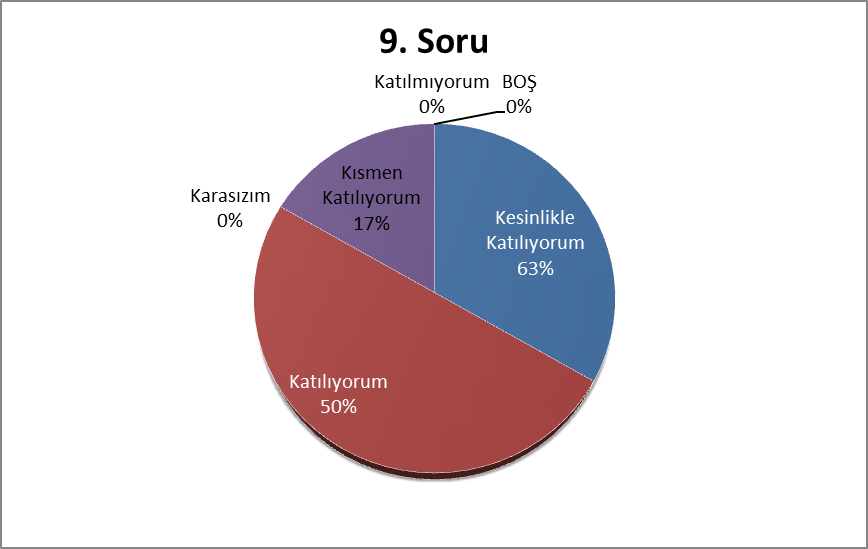 9. Soru
Katılmıyorum
0%
BOŞ
0%
Kısmen
Katılıyorum
17%
Karasızım
0%
Kesinlikle
Katılıyorum
63%
Katılıyorum
50%